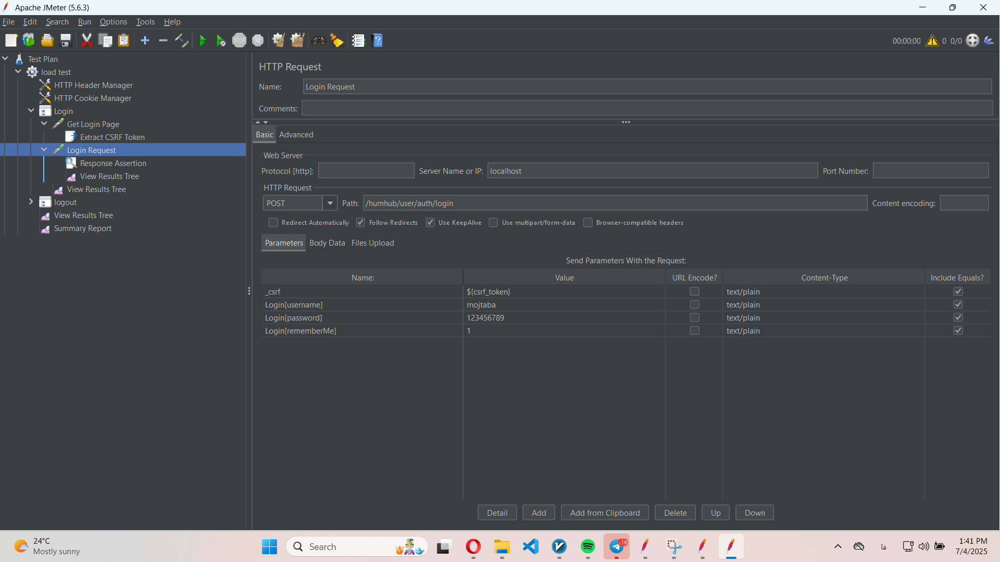 Apache JMeter (5.6.3)
File Edit Search Run Options Tools Help
00:00:00 0 0/0
Test Plan
load test
HTTP Header Manager
HTTP Cookie Manager
Login
Get Login Page
Extract CSRF Token
Login Request
Response Assertion
View Results Tree
View Results Tree
logout
View Results Tree
Summary Report
HTTP Request
Name: Login Request
Comments:
Basic Advanced
Web Server
Protocol [http]: Server Name or IP: localhost Port Number:
HTTP Request
POST Path: /humhub/user/auth/login Content encoding:
Redirect Automatically Follow Redirects Use KeepAlive Use multipart/form-data Browser-compatible headers
Parameters Body Data Files Upload
Send Parameters With the Request:
Name: Value URL Encode? Content-Type Include Equals?
_csrf ${csrf_token} text/plain
Login[username] mojtaba text/plain
Login[password] 123456789 text/plain
Login[rememberMe] 1 text/plain
Detail Add Add from Clipboard Delete Up Down
24°C
Mostly sunny
Search
18
فا
1:41 PM
7/4/2025